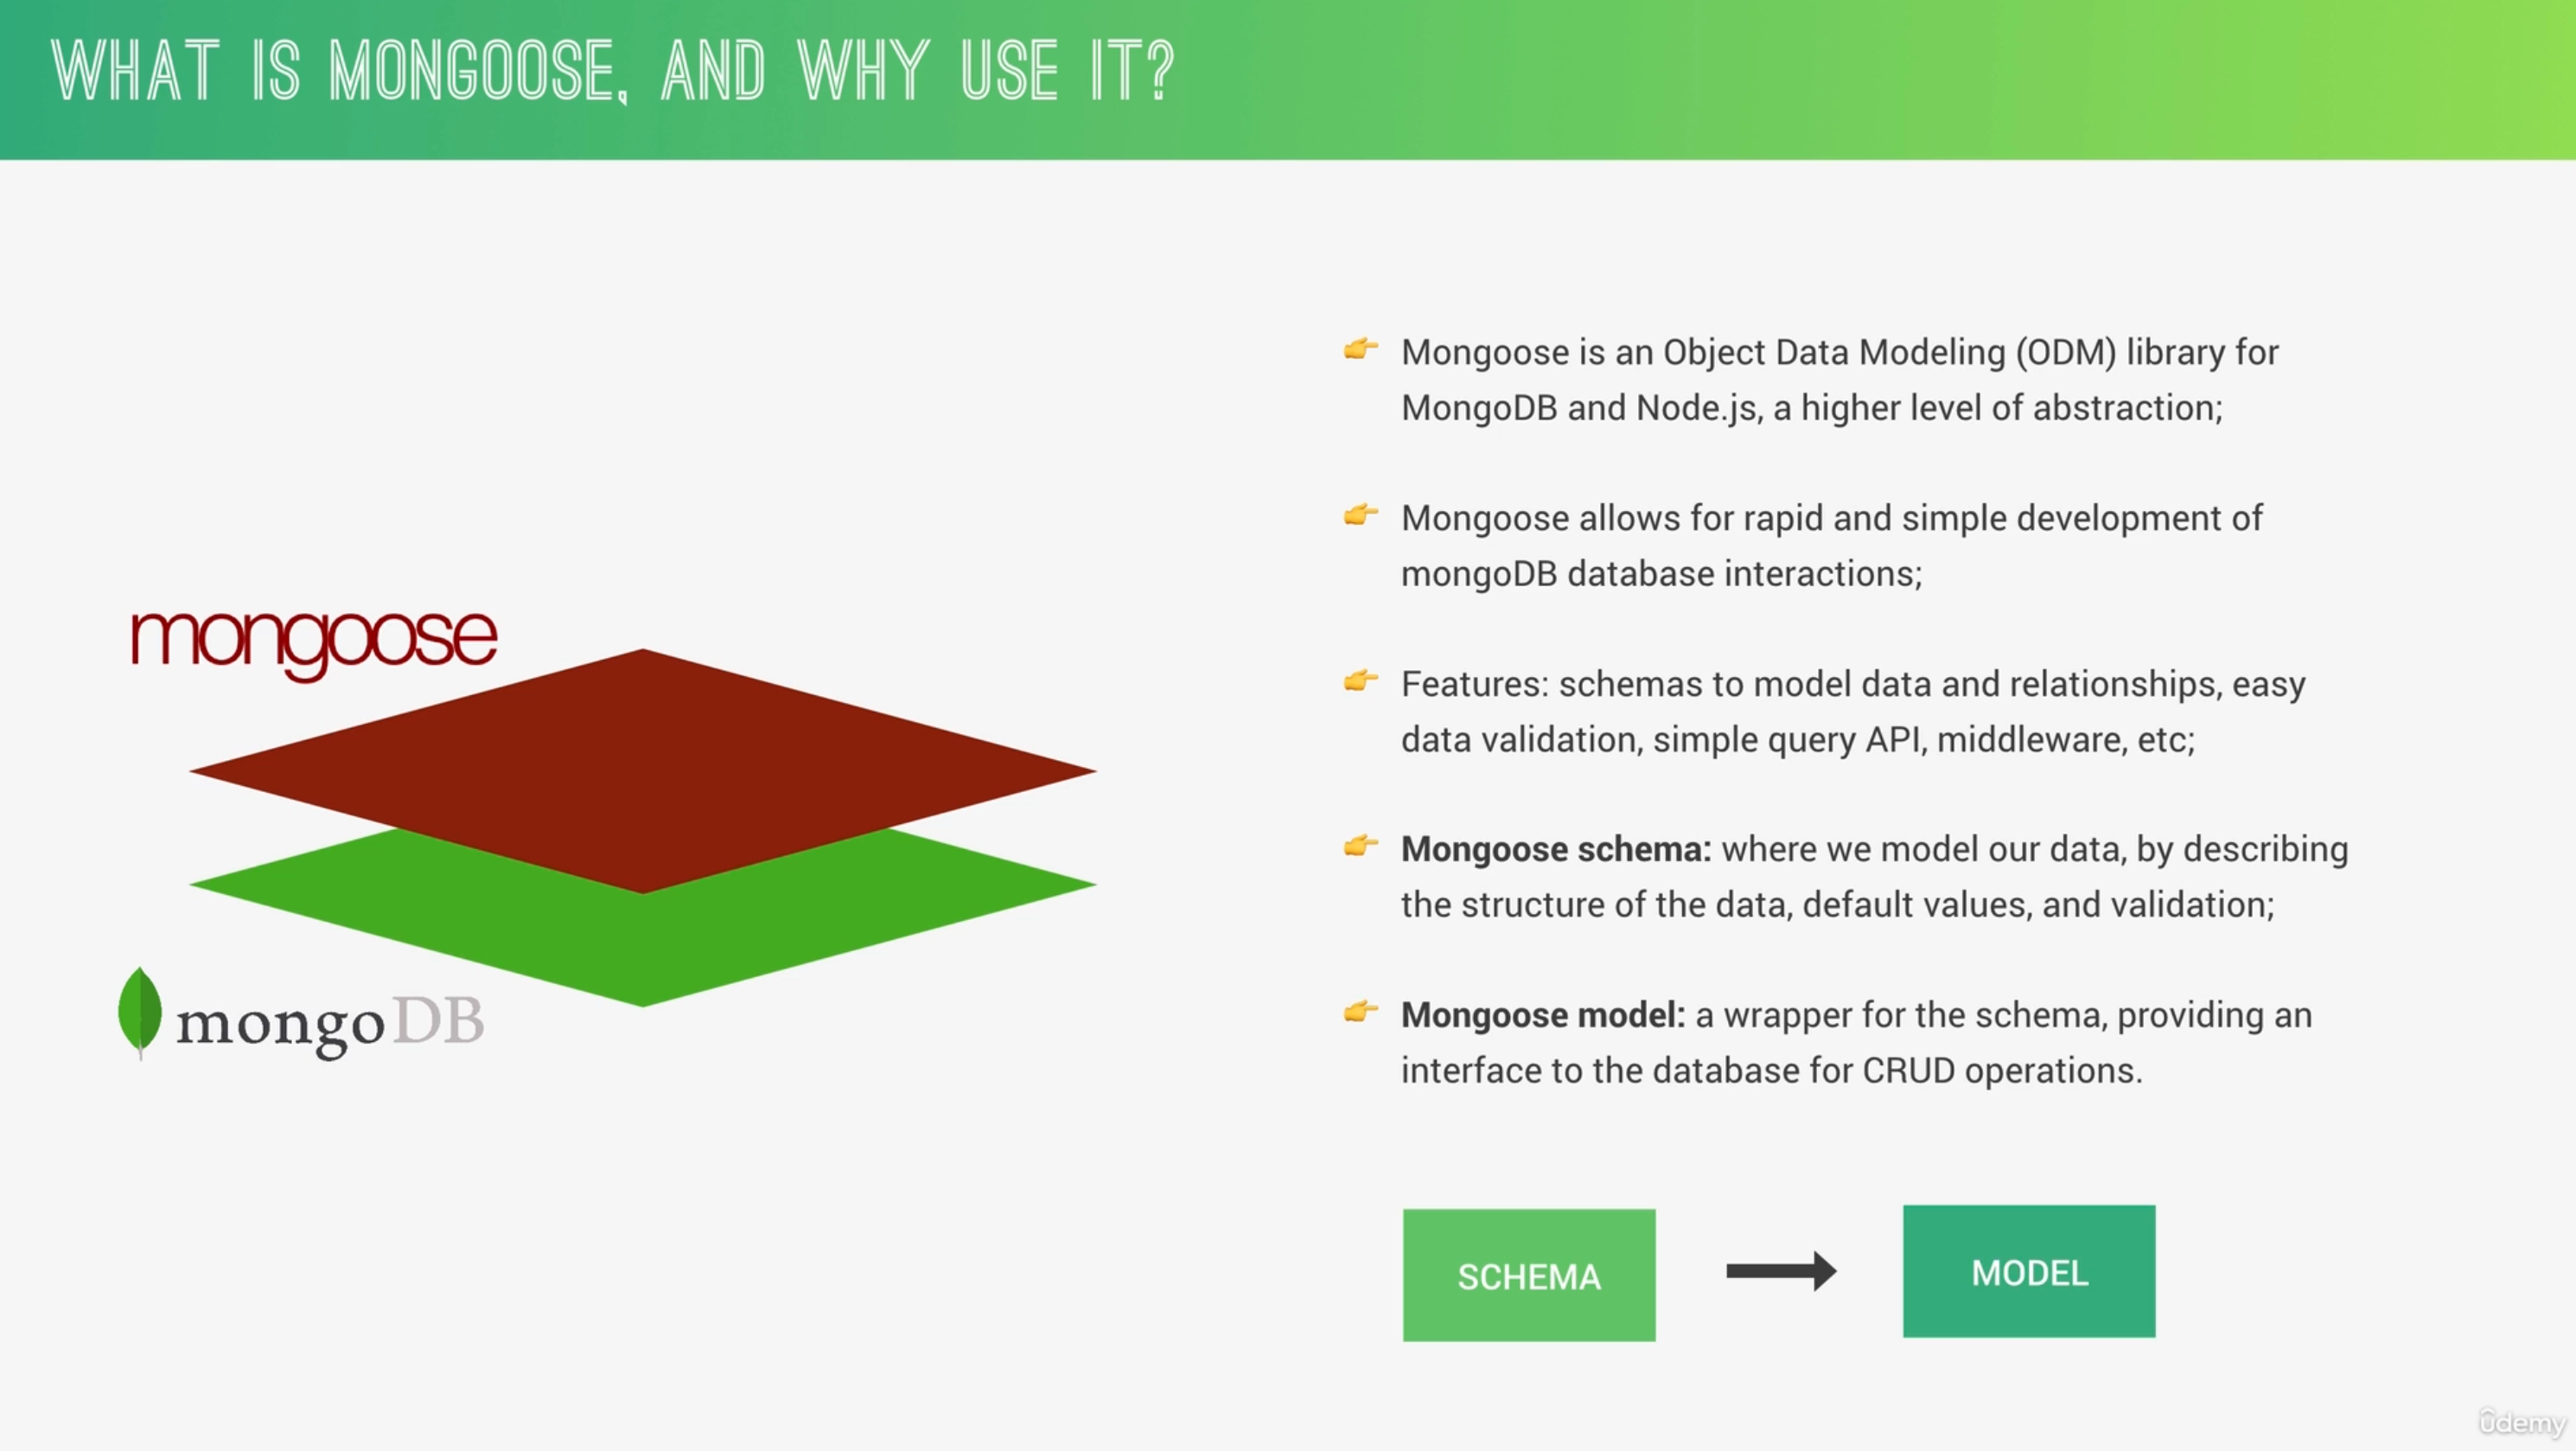 WHAT IS MONGOOSE, AND WHY USE IT?
👉 Mongoose is an Object Data Modeling (ODM) library for
MongoDB and Node.js, a higher level of abstraction;
👉 Mongoose allows for rapid and simple development of
mongoDB database interactions;
👉 Features: schemas to model data and relationships, easy
data validation, simple query API, middleware, etc;
👉 Mongoose schema: where we model our data, by describing
the structure of the data, default values, and validation;
👉 Mongoose model: a wrapper for the schema, providing an
interface to the database for CRUD operations.
mongoose
mongoDB
SCHEMA
MODEL
ûdemy